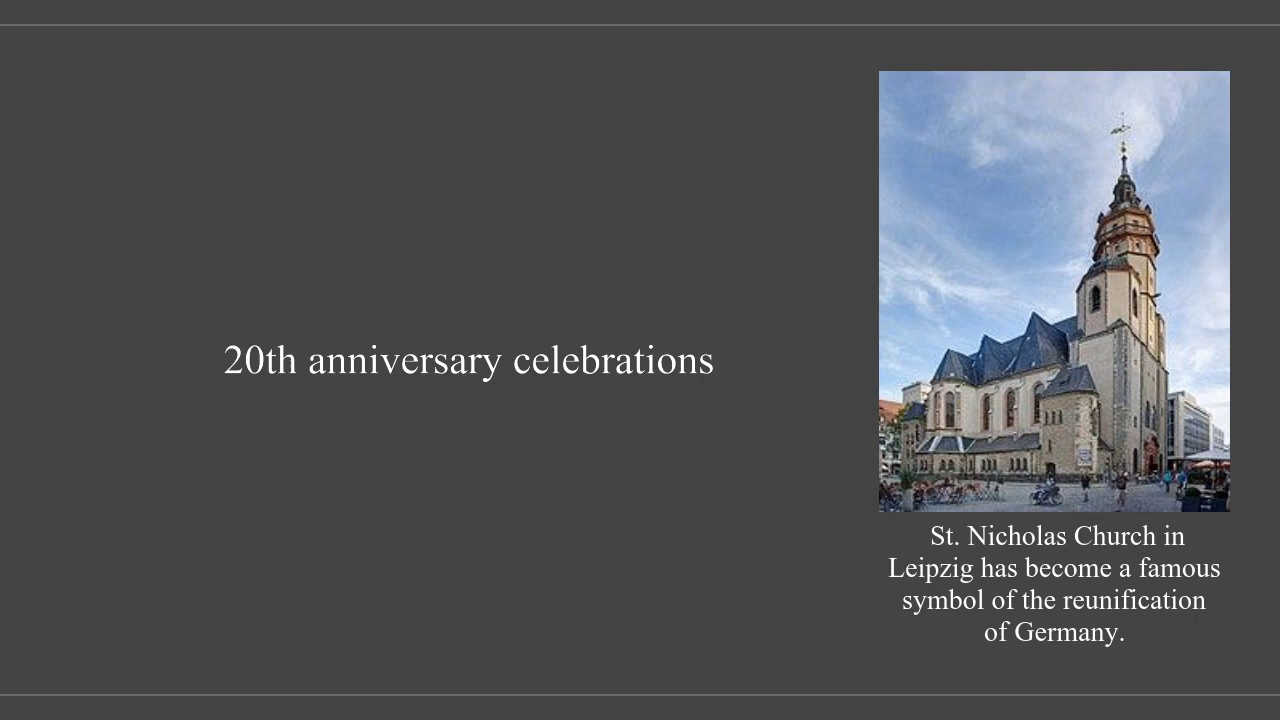 20th anniversary celebrations
St. Nicholas Church in
Leipzig has become a famous
symbol of the reunification
of Germany.